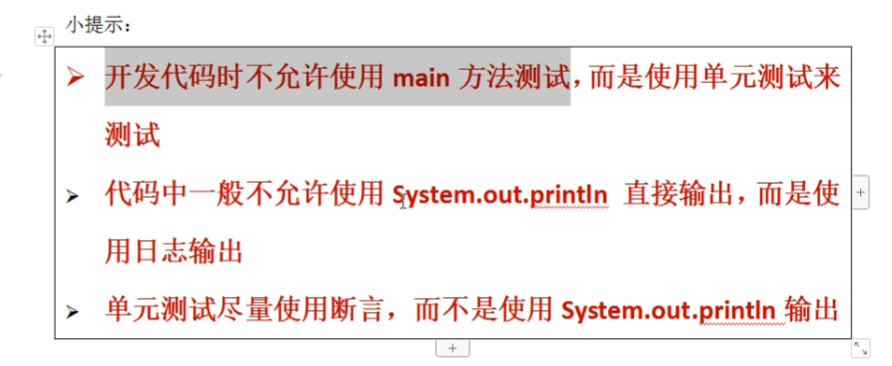 小提示：
➢ 开发代码时不允许使用 main 方法测试，而是使用单元测试来
测试
➢ 代码中一般不允许使用 System.out.println 直接输出，而是使
用日志输出
➢ 单元测试尽量使用断言，而不是使用 System.out.println 输出